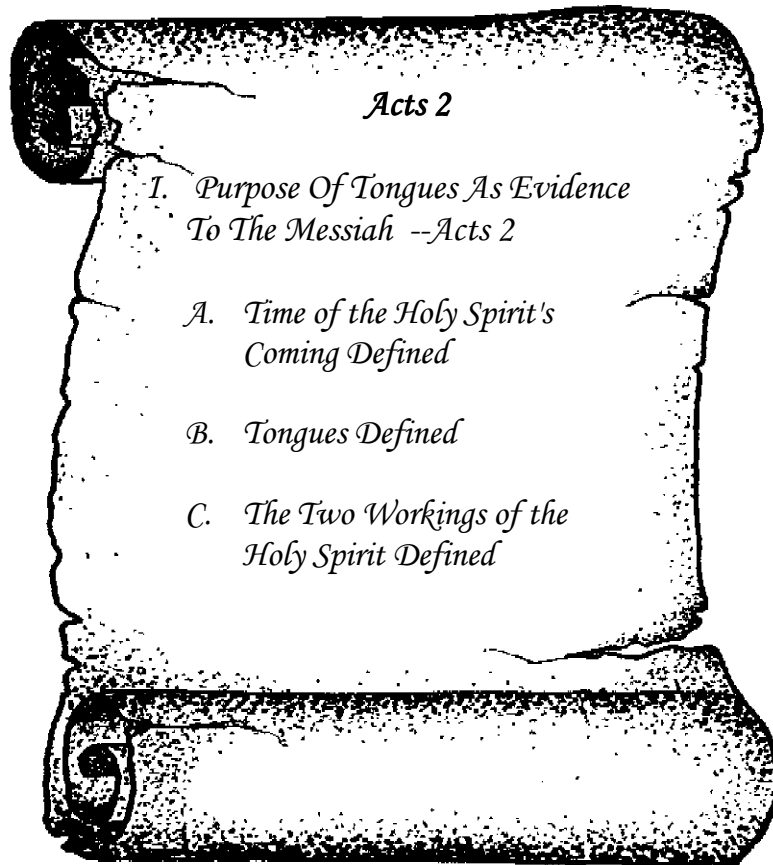 Acts 2
I. Purpose Of Tongues As Evidence
To The Messiah --Acts 2
A. Time of the Holy Spirit's
Coming Defined
B. Tongues Defined
C. The Two Workings of the
Holy Spirit Defined